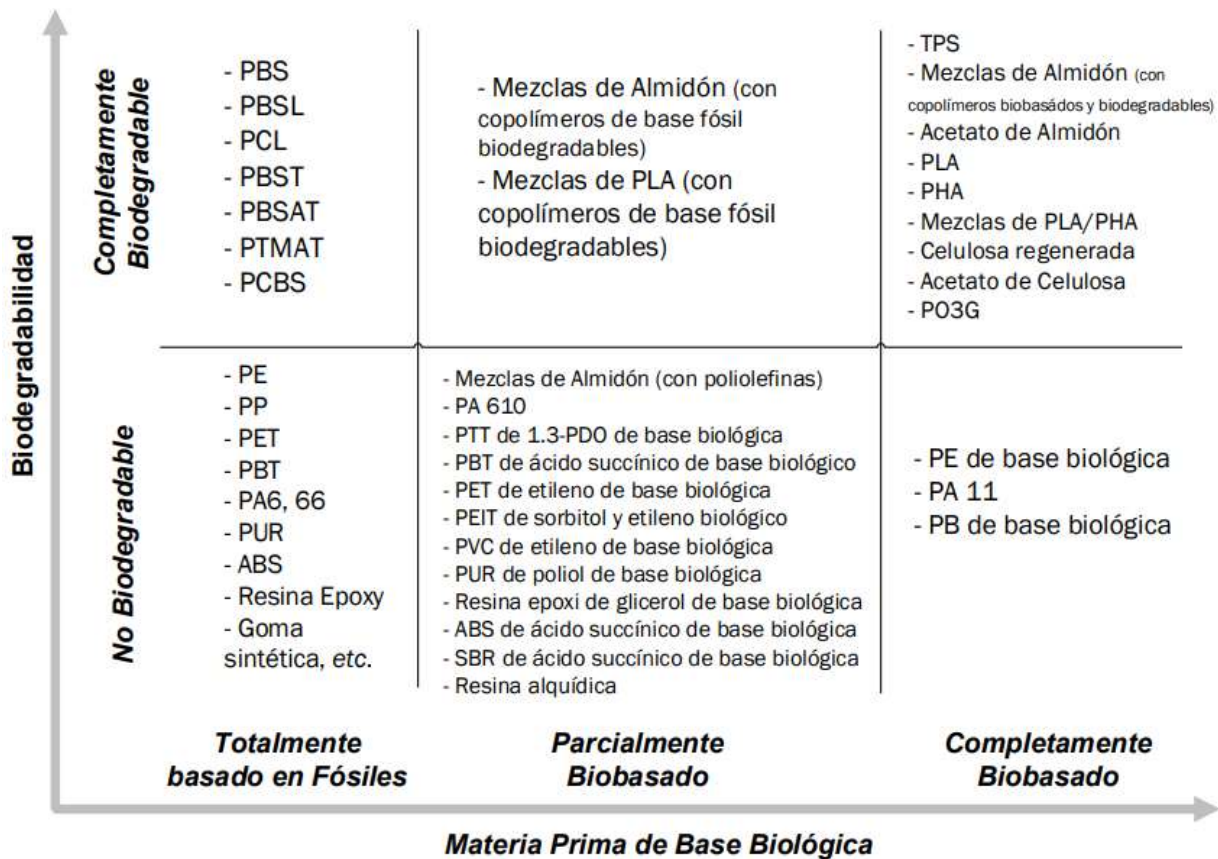 Biodegradabilidad
Completamente
Biodegradable
- PBS
- PBSL
- PCL
- PBST
- PBSAT
- PTMAT
- PCBS
- Mezclas de Almidón (con
copolímeros de base fósil
biodegradables)
- Mezclas de PLA (con
copolímeros de base fósil
biodegradables)
- TPS
- Mezclas de Almidón (con
copolímeros biobasádos y biodegradables)
- Acetato de Almidón
- PLA
- PHA
- Mezclas de PLA/PHA
- Celulosa regenerada
- Acetato de Celulosa
- PO3G
No Biodegradable
- PE
- PP
- PET
- PBT
- PA6, 66
- PUR
- ABS
- Resina Epoxy
- Goma
sintética, etc.
- Mezclas de Almidón (con poliolefinas)
- PA 610
- PTT de 1.3-PDO de base biológica
- PBT de ácido succínico de base biológico
- PET de etileno de base biológica
- PEIT de sorbitol y etileno biológico
- PVC de etileno de base biológica
- PUR de poliol de base biológica
- Resina epoxi de glicerol de base biológica
- ABS de ácido succínico de base biológica
- SBR de ácido succínico de base biológica
- Resina alquídica
- PE de base biológica
- PA 11
- PB de base biológica
Totalmente
basado en Fósiles
Parcialmente
Biobasado
Completamente
Biobasado
Materia Prima de Base Biológica